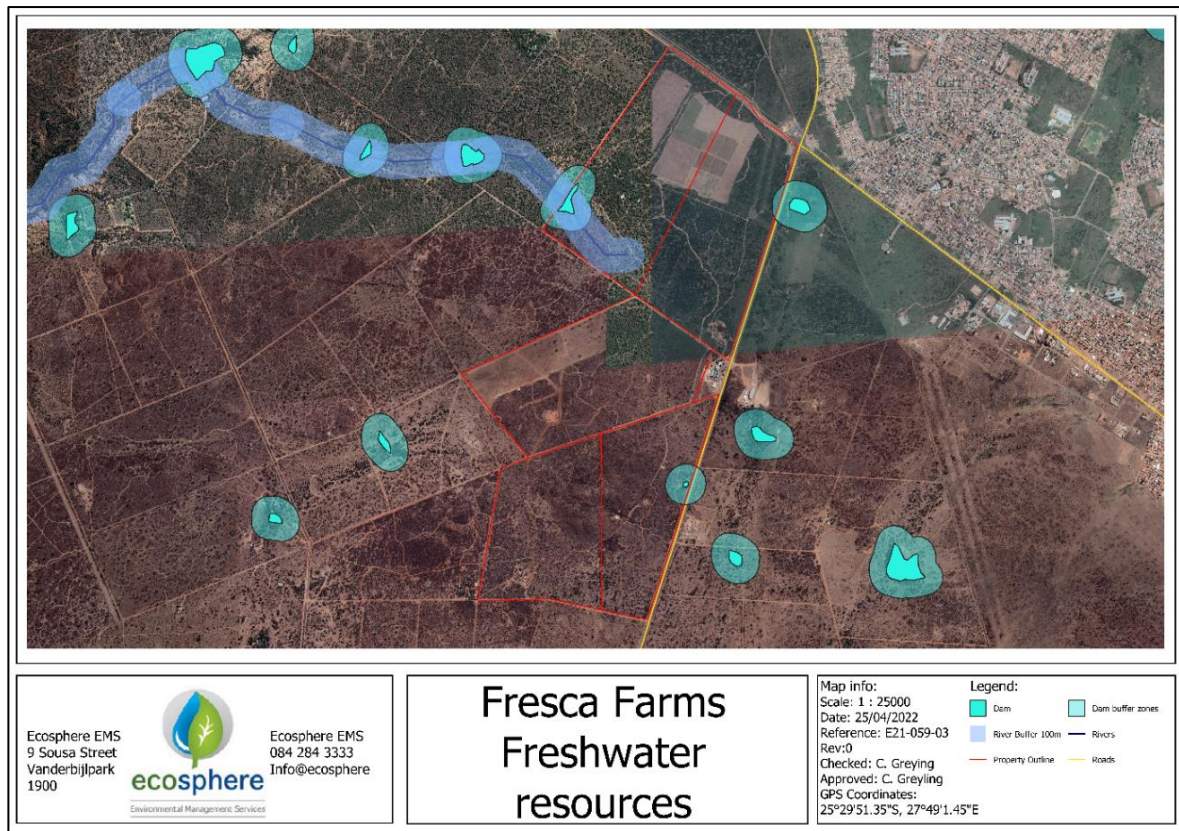 Ecosphere EMS
9 Sousa Street
Vanderbijlpark
1900
ecosphere
Environmental Management Services
Ecosphere EMS
084 284 3333
Info@ecosphere
Fresca Farms
Freshwater
resources
Map info:
Scale: 1 : 25000
Date: 25/04/2022
Reference: E21-059-03
Rev:0
Checked: C. Greying
Approved: C. Greyling
GPS Coordinates:
25°29'51.35"S, 27°49'1.45"E
Legend:
Dam
Dam buffer zones
River Buffer 100m
Rivers
Property Outline
Roads